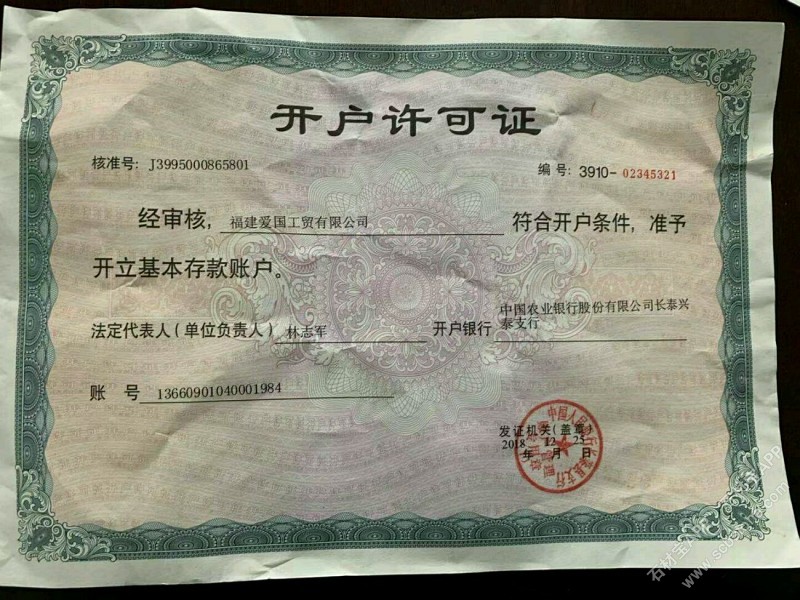 开户许可证
核准号: J3995000865801
编号: 3910-02345321
经审核, 福建爱国工贸有限公司 符合开户条件, 准予
开立基本存款账户。
法定代表人(单位负责人) 林志军 开户银行 中国农业银行股份有限公司长泰兴
泰支行
账 号 13660901040001984
发证机关(盖章)
2018 12 25
年 月 日